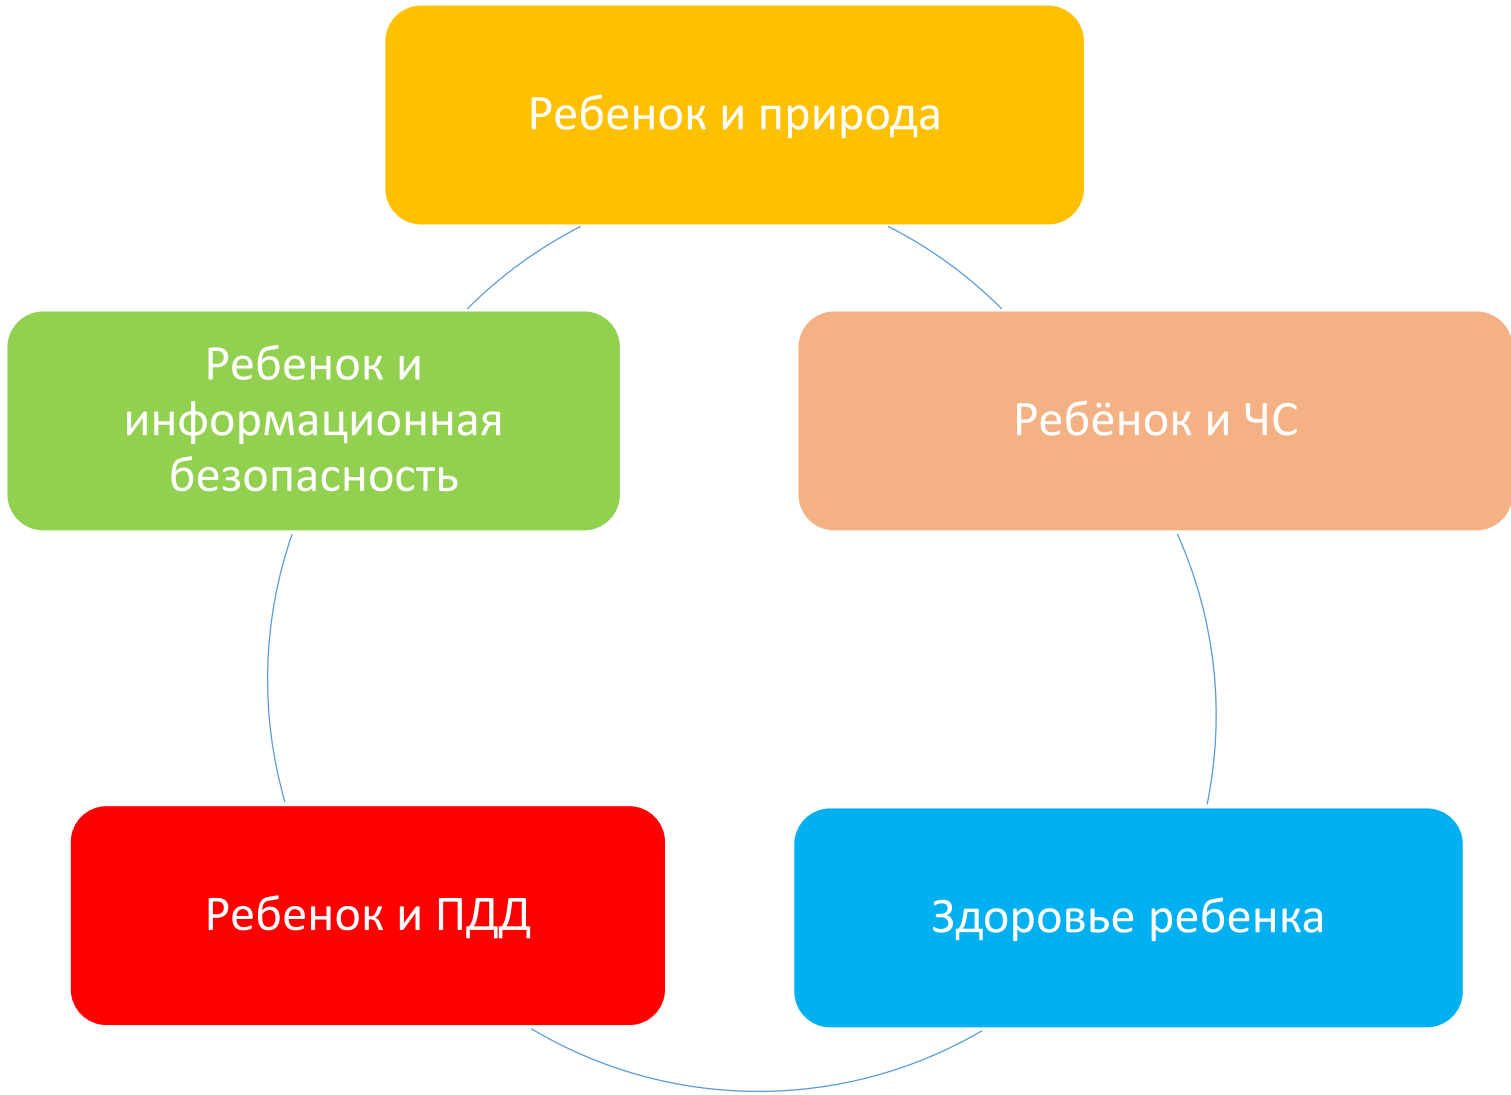 Ребенок и природа
Ребенок и
информационная
безопасность
Ребёнок и ЧС
Ребенок и ПДД
Здоровье ребенка